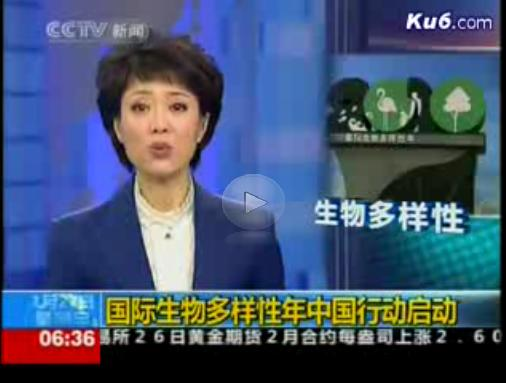 CCTV 新闻
Ku6.com
生物多样性
国际生物多样性年中国行动启动
06:36
易所26日黄金期货2月合约每盎司上涨2.60